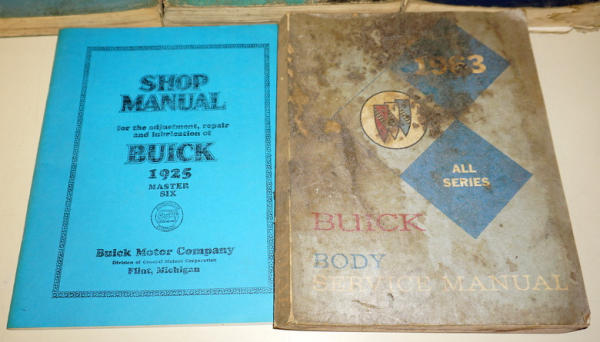 SHOP
MANUAL
for the adjustment, repair
and lubrication of
BUICK
1925
MASTER
SIX
Buick Motor Company
Division of General Motors Corporation
Flint, Michigan
1963
ALL
SERIES
BUICK
BODY
SERVICE MANUAL